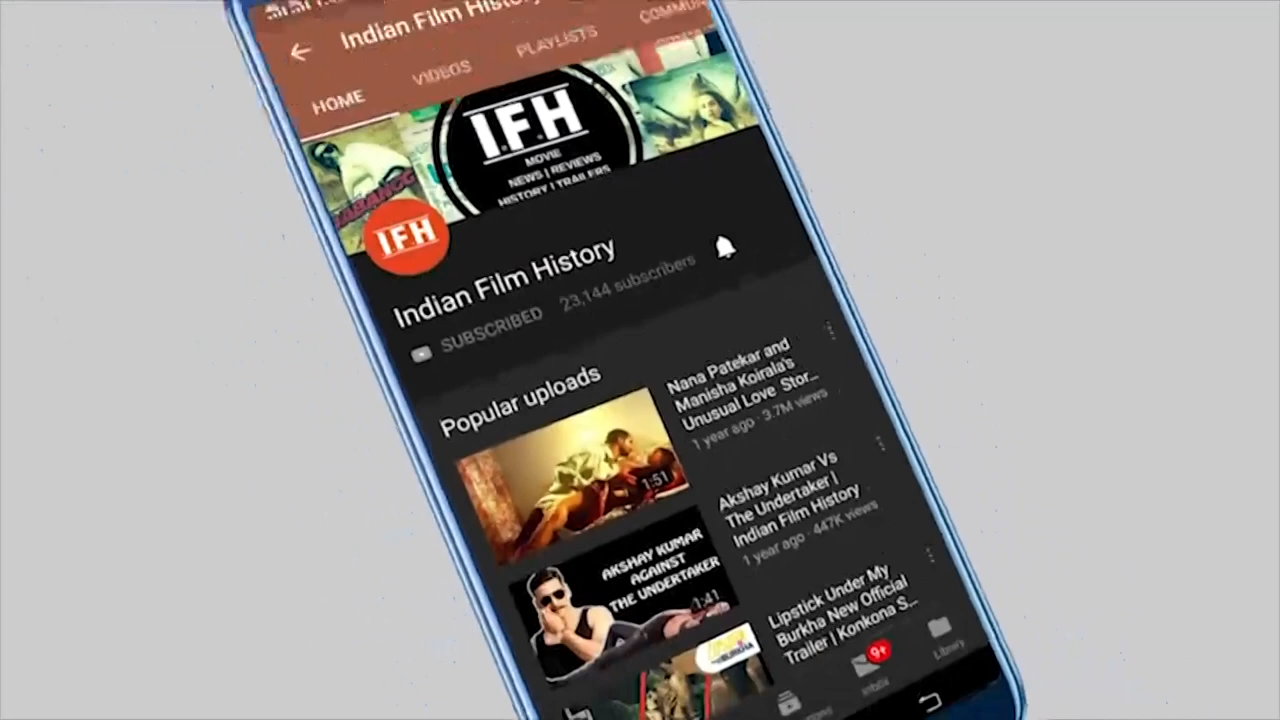 Indian Film History
HOME
VIDEOS
PLAYLISTS
I.F.H
MOVIE
NEWS | REVIEWS
HISTORY | TRAILERS
DABANGG
I.F.H
Indian Film History
SUBSCRIBED
23,144 subscribers
Popular uploads
1:51
Nana Patekar and
Manisha Koirala's
Unusual Love Stor...
1 year ago · 3.7M views
AKSHAY KUMAR
AGAINST
THE UNDERTAKER
1:41
Akshay Kumar Vs
The Undertaker |
Indian Film History
1 year ago · 447K views
BURKHA
Lipstick Under My
Burkha New Official
Trailer | Konkona S...
9+
Inbox
Library